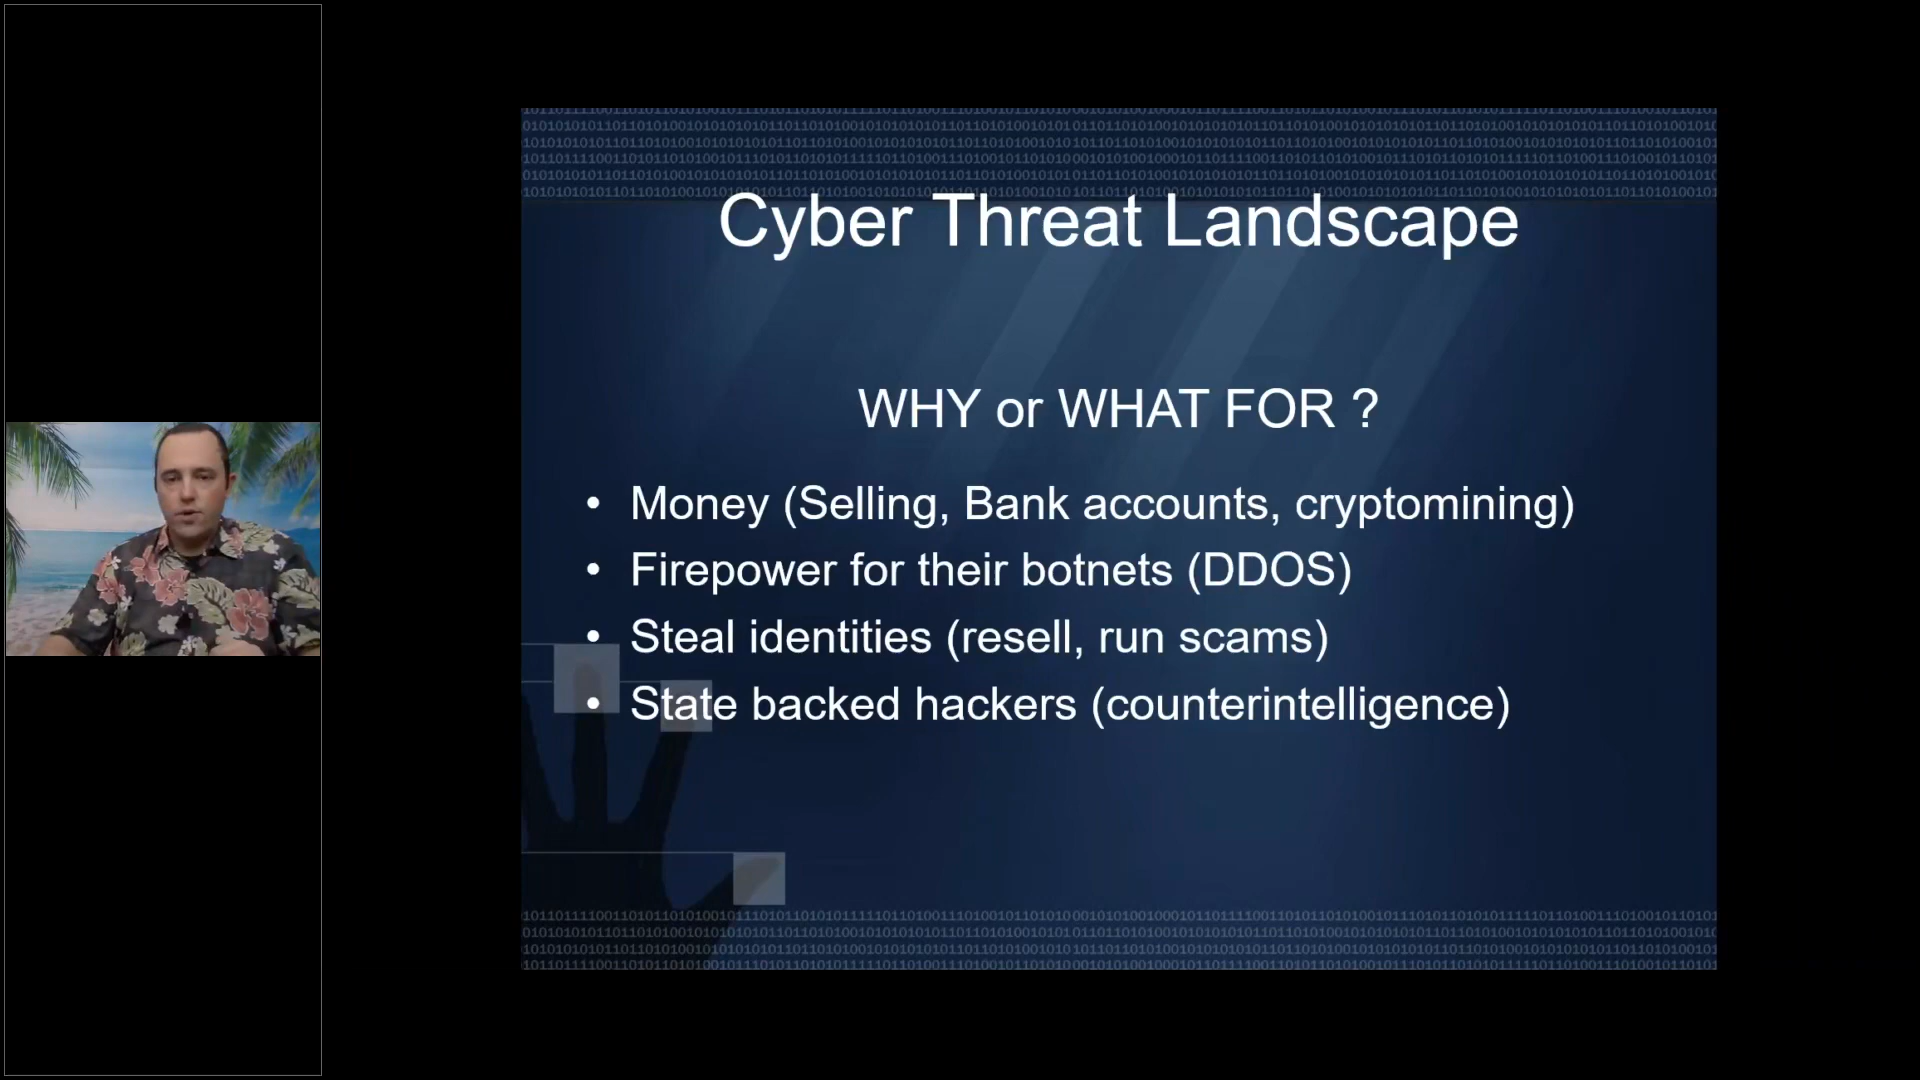 Cyber Threat Landscape
WHY or WHAT FOR ?
• Money (Selling, Bank accounts, cryptomining)
• Firepower for their botnets (DDOS)
• Steal identities (resell, run scams)
• State backed hackers (counterintelligence)